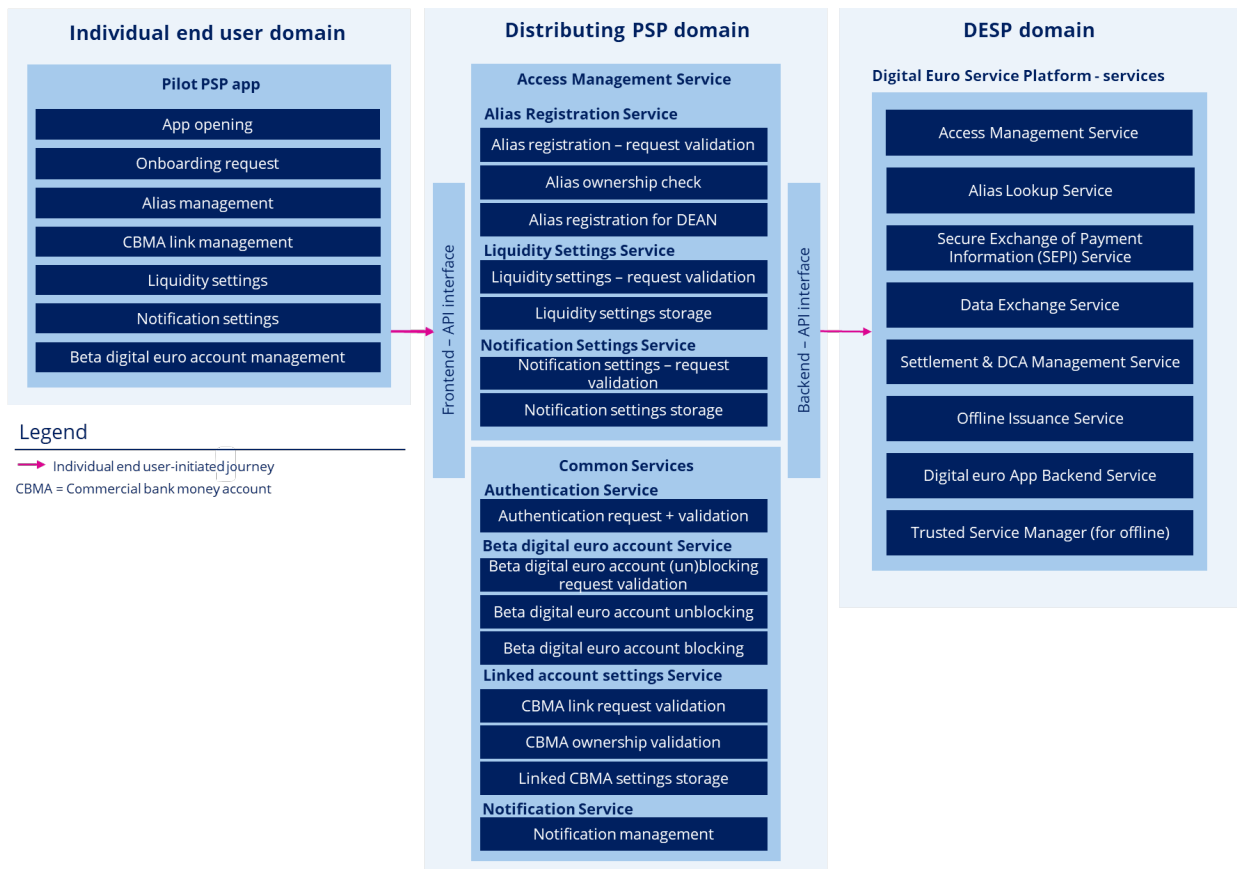 Individual end user domain
Pilot PSP app
App opening
Onboarding request
Alias management
CBMA link management
Liquidity settings
Notification settings
Beta digital euro account management
Legend
Individual end user-initiated journey
CBMA = Commercial bank money account
Distributing PSP domain
Frontend – API interface
Access Management Service
Alias Registration Service
Alias registration – request validation
Alias ownership check
Alias registration for DEAN
Liquidity Settings Service
Liquidity settings – request validation
Liquidity settings storage
Notification Settings Service
Notification settings – request
validation
Notification settings storage
Common Services
Authentication Service
Authentication request + validation
Beta digital euro account Service
Beta digital euro account (un)blocking
request validation
Beta digital euro account unblocking
Beta digital euro account blocking
Linked account settings Service
CBMA link request validation
CBMA ownership validation
Linked CBMA settings storage
Notification Service
Notification management
Backend – API interface
DESP domain
Digital Euro Service Platform - services
Access Management Service
Alias Lookup Service
Secure Exchange of Payment
Information (SEPI) Service
Data Exchange Service
Settlement & DCA Management Service
Offline Issuance Service
Digital euro App Backend Service
Trusted Service Manager (for offline)